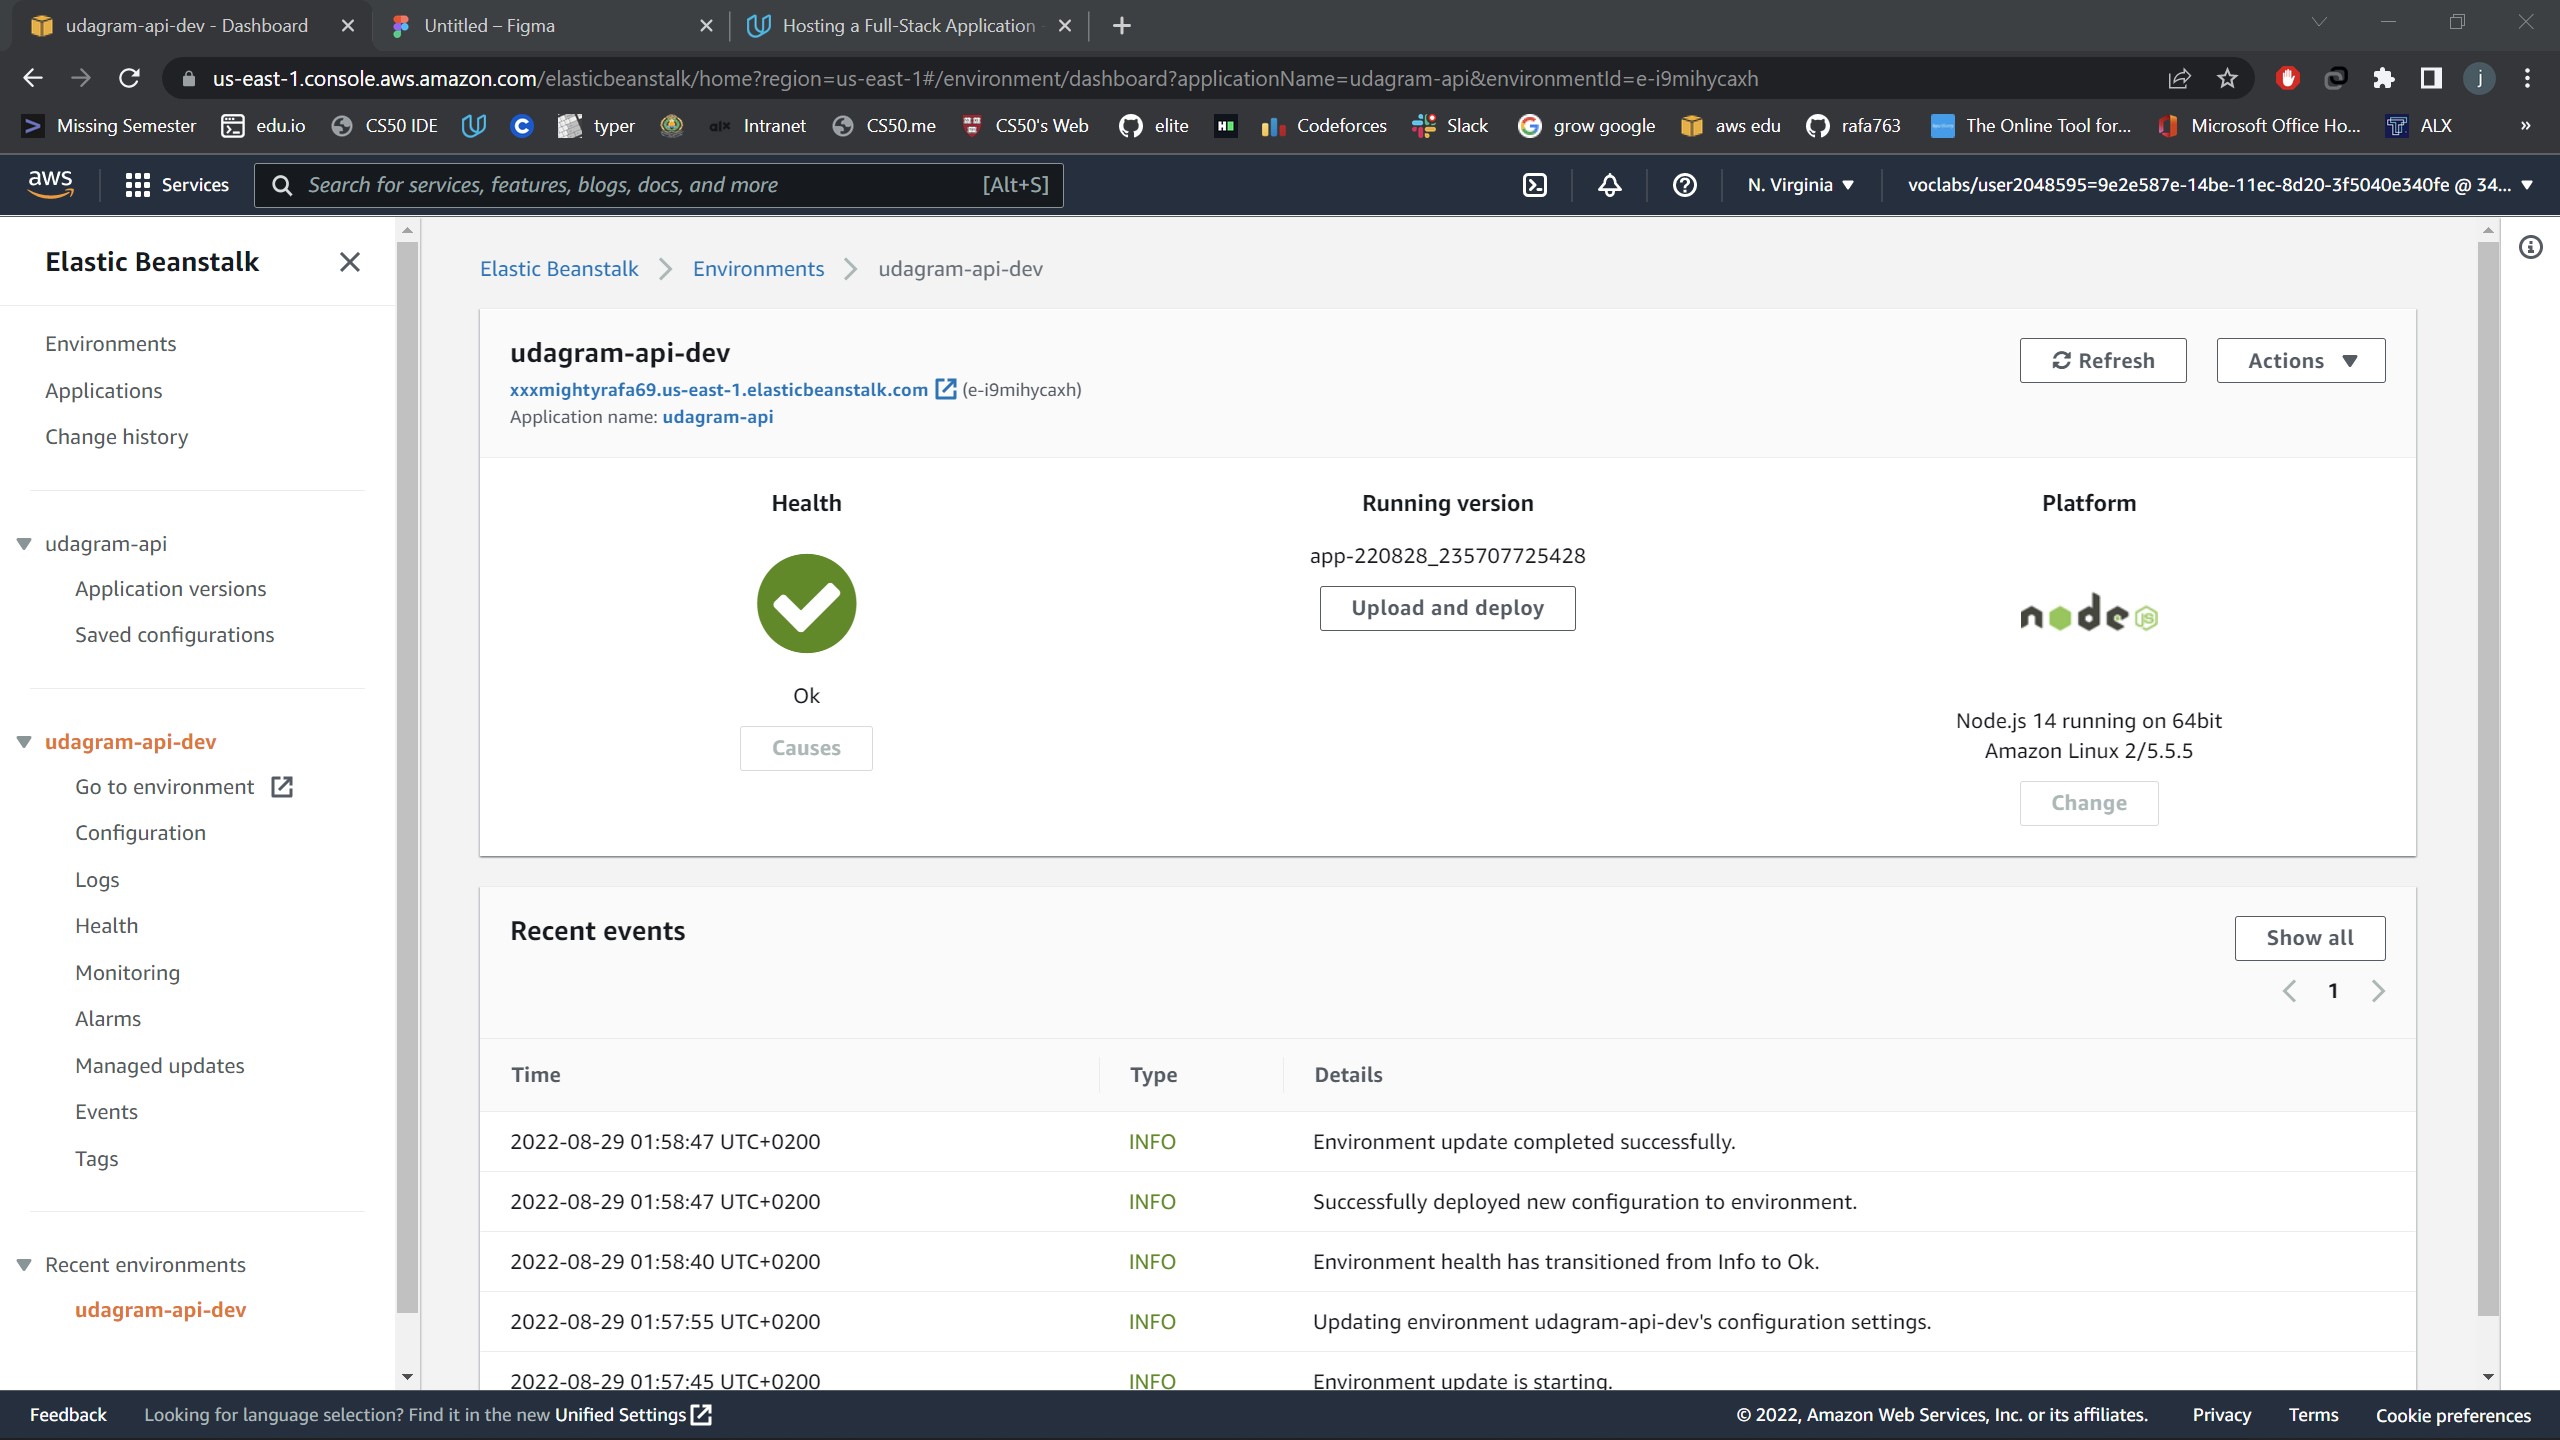 udagram-api-dev - Dashboard
Untitled – Figma
Hosting a Full-Stack Application
us-east-1.console.aws.amazon.com/elasticbeanstalk/home?region=us-east-1#/environment/dashboard?applicationName=udagram-api&environmentId=e-i9mihycaxh
j
Missing Semester
edu.io
CS50 IDE
typer
alx Intranet
CS50.me
CS50's Web
elite
Codeforces
Slack
grow google
aws edu
rafa763
The Online Tool for...
Microsoft Office Ho...
ALX
»
aws
Services
Search for services, features, blogs, docs, and more [Alt+S]
N. Virginia
voclabs/user2048595=9e2e587e-14be-11ec-8d20-3f5040e340fe @ 34...
Elastic Beanstalk
Environments
Applications
Change history
udagram-api
Application versions
Saved configurations
udagram-api-dev
Go to environment
Configuration
Logs
Health
Monitoring
Alarms
Managed updates
Events
Tags
Recent environments
udagram-api-dev
Elastic Beanstalk > Environments > udagram-api-dev
udagram-api-dev
xxxmightyrafa69.us-east-1.elasticbeanstalk.com (e-i9mihycaxh)
Application name: udagram-api
Refresh
Actions
Health
Ok
Causes
Running version
app-220828_235707725428
Upload and deploy
Platform
node JS
Node.js 14 running on 64bit
Amazon Linux 2/5.5.5
Change
Recent events
Show all
1
Time Type Details
2022-08-29 01:58:47 UTC+0200 INFO Environment update completed successfully.
2022-08-29 01:58:47 UTC+0200 INFO Successfully deployed new configuration to environment.
2022-08-29 01:58:40 UTC+0200 INFO Environment health has transitioned from Info to Ok.
2022-08-29 01:57:55 UTC+0200 INFO Updating environment udagram-api-dev's configuration settings.
2022-08-29 01:57:45 UTC+0200 INFO Environment update is starting.
Feedback
Looking for language selection? Find it in the new Unified Settings
© 2022, Amazon Web Services, Inc. or its affiliates.
Privacy
Terms
Cookie preferences